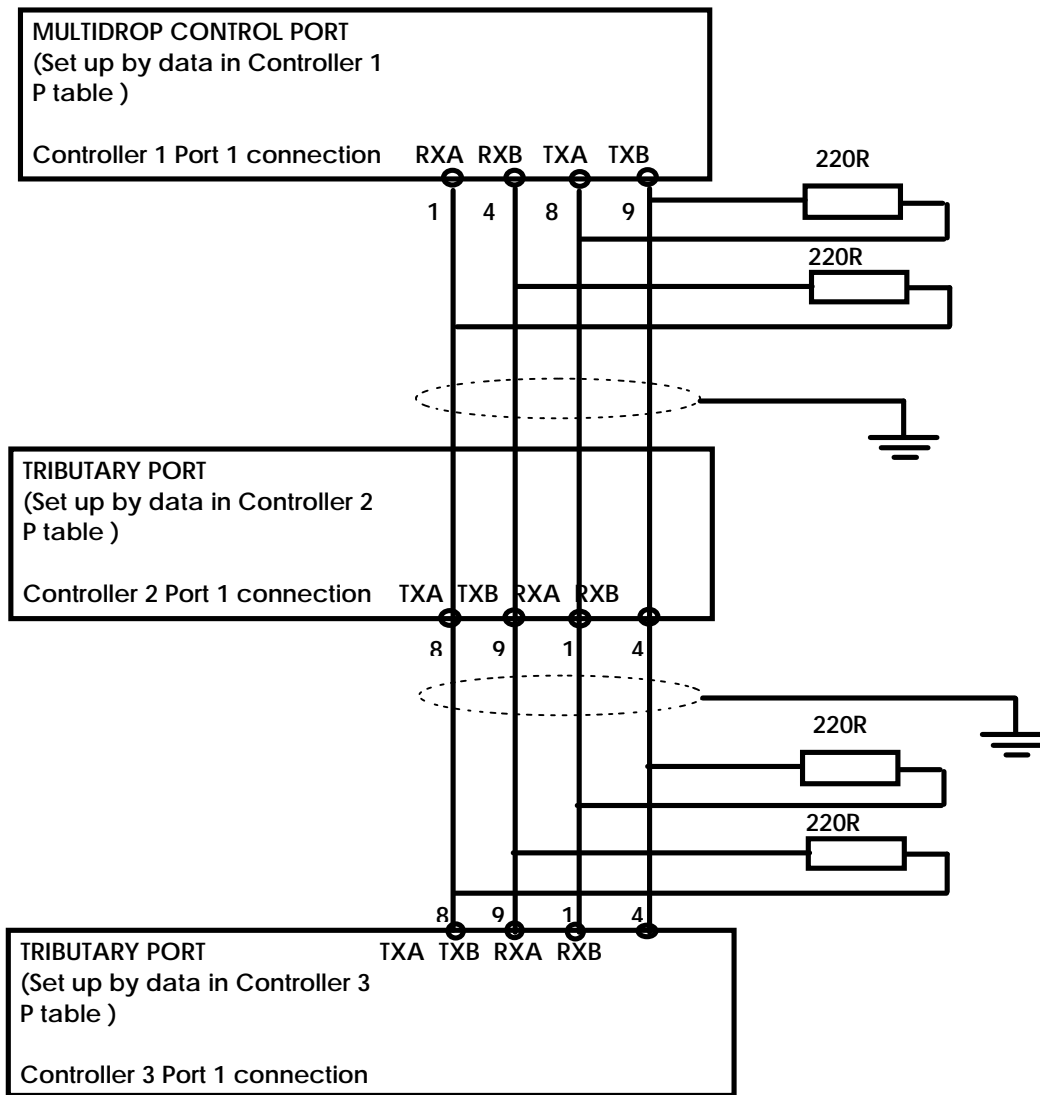 MULTIDROP CONTROL PORT
(Set up by data in Controller 1
P table )
Controller 1 Port 1 connection RXA RXB TXA TXB
220R
1 4 8 9
220R
TRIBUTARY PORT
(Set up by data in Controller 2
P table )
Controller 2 Port 1 connection TXA TXB RXA RXB
8 9 1 4
220R
220R
8 9 1 4
TRIBUTARY PORT TXA TXB RXA RXB
(Set up by data in Controller 3
P table )
Controller 3 Port 1 connection